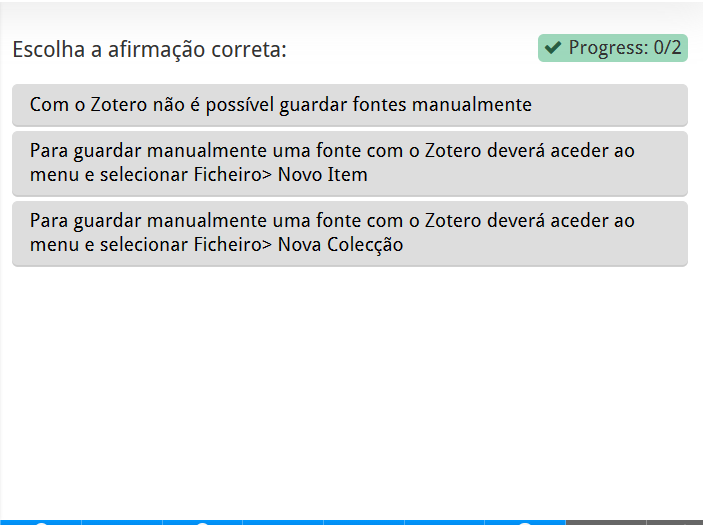 Escolha a afirmação correta:
Progress: 0/2
Com o Zotero não é possível guardar fontes manualmente
Para guardar manualmente uma fonte com o Zotero deverá aceder ao
menu e selecionar Ficheiro> Novo Item
Para guardar manualmente uma fonte com o Zotero deverá aceder ao
menu e selecionar Ficheiro> Nova Colecção